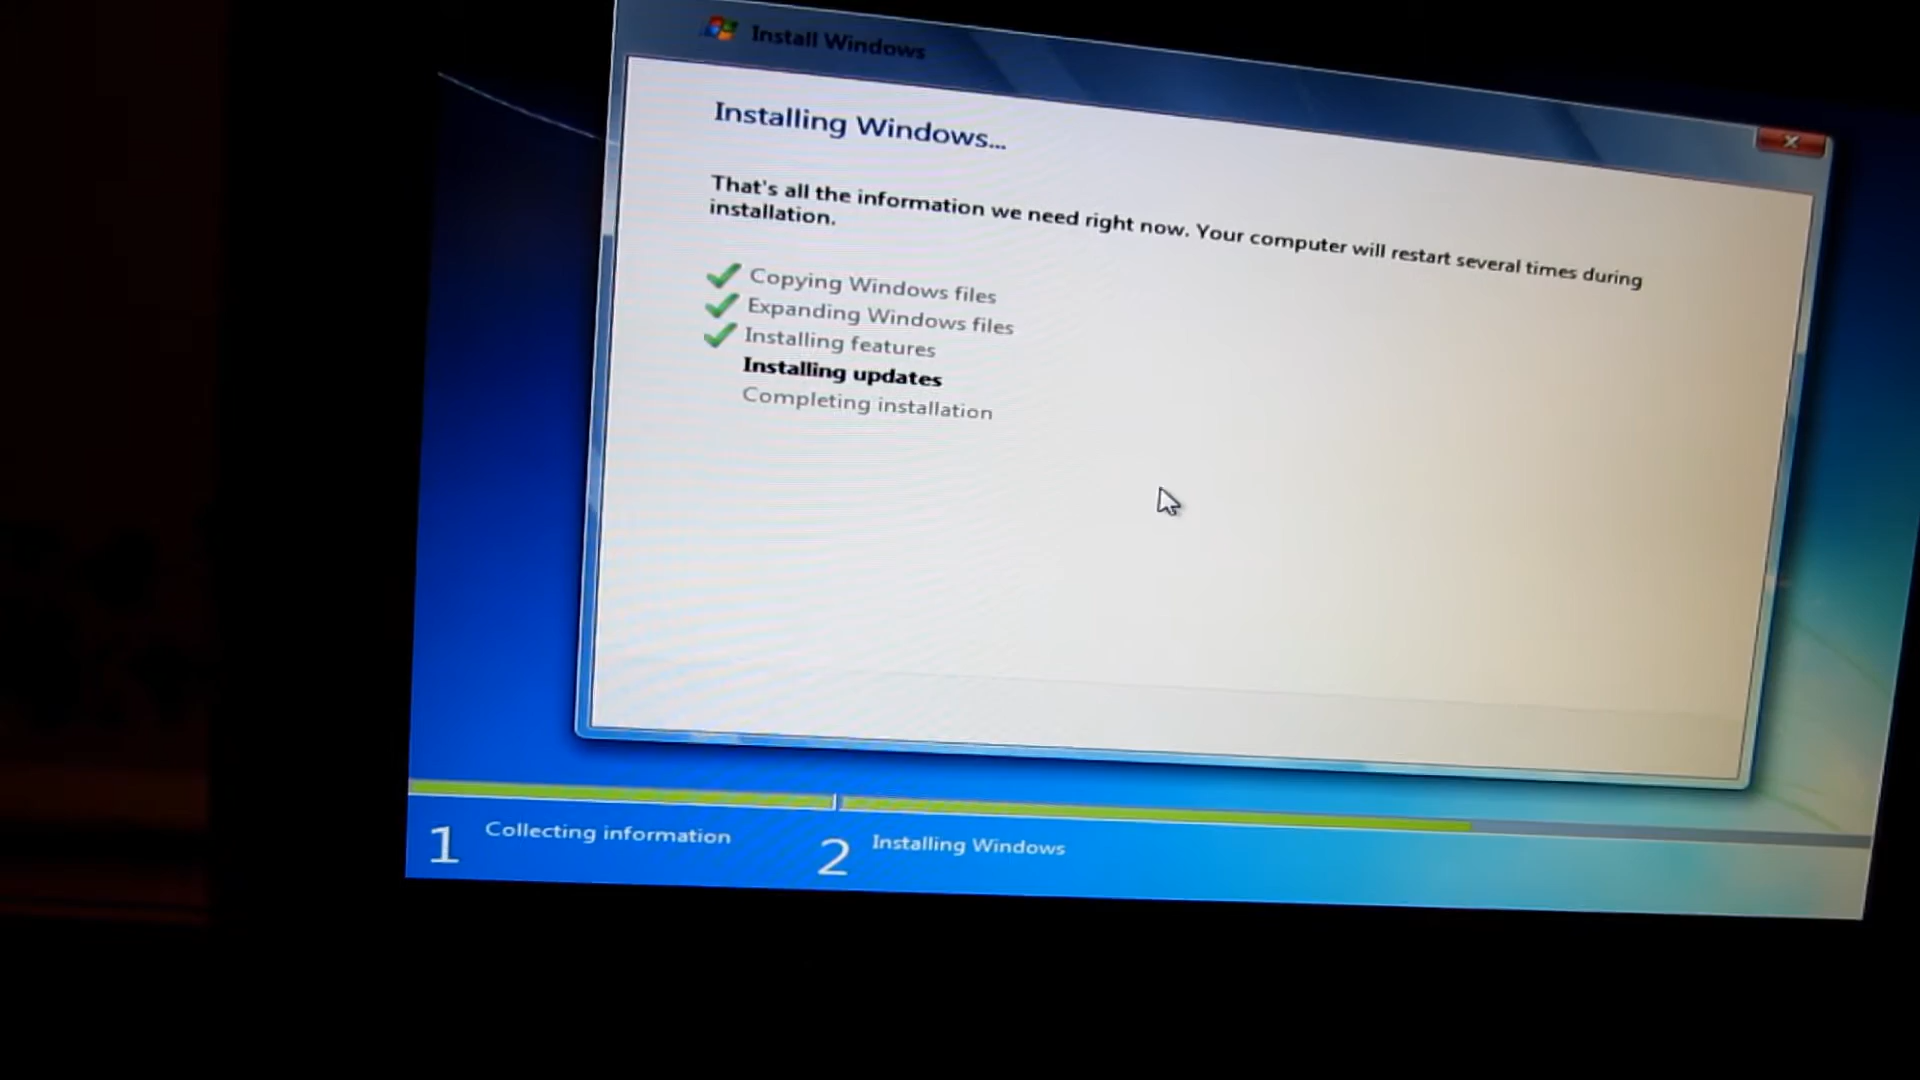 Install Windows
Installing Windows...
That's all the information we need right now. Your computer will restart several times during
installation.
Copying Windows files
Expanding Windows files
Installing features
Installing updates
Completing installation
1 Collecting information 2 Installing Windows